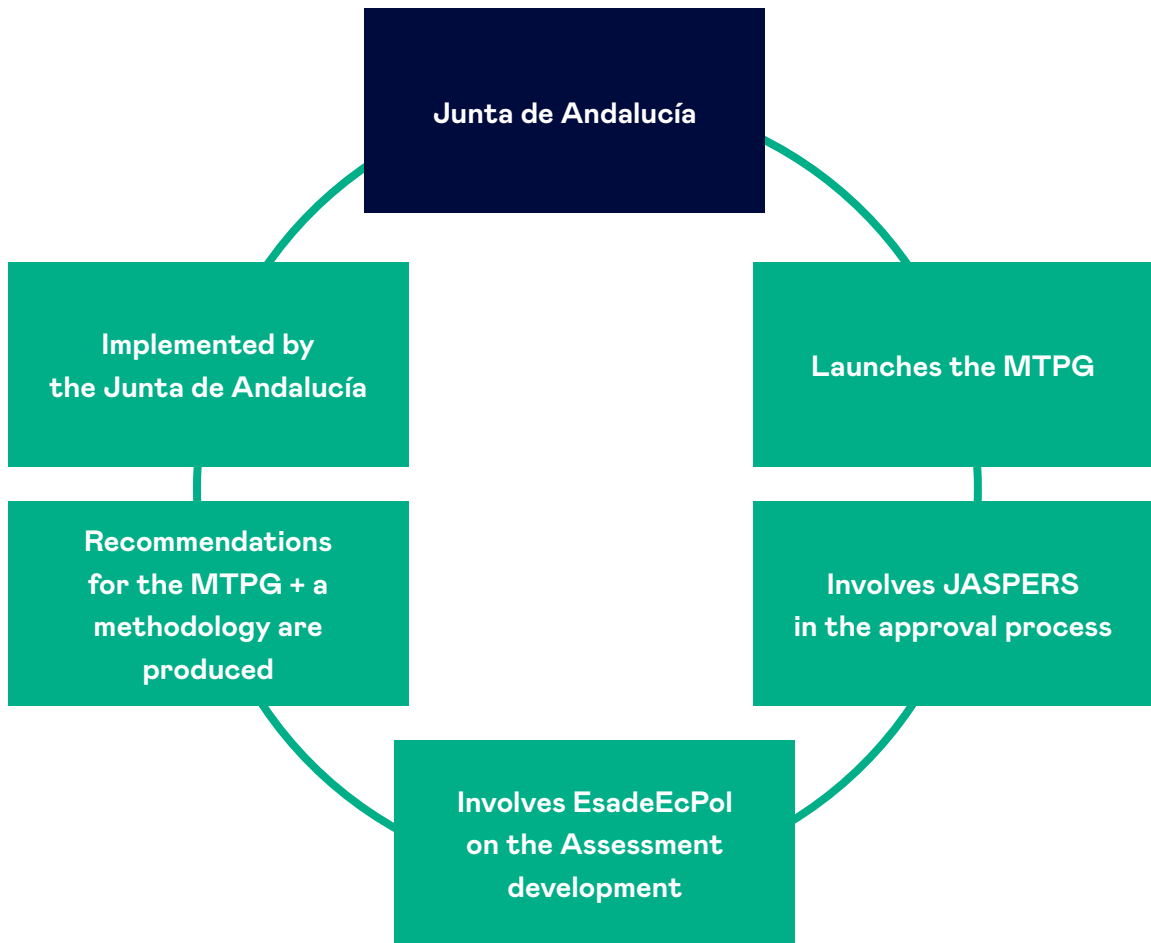 Junta de Andalucía
Launches the MTPG
Involves JASPERS
in the approval process
Involves EsadeEcPol
on the Assessment
development
Recommendations
for the MTPG + a
methodology are
produced
Implemented by
the Junta de Andalucía